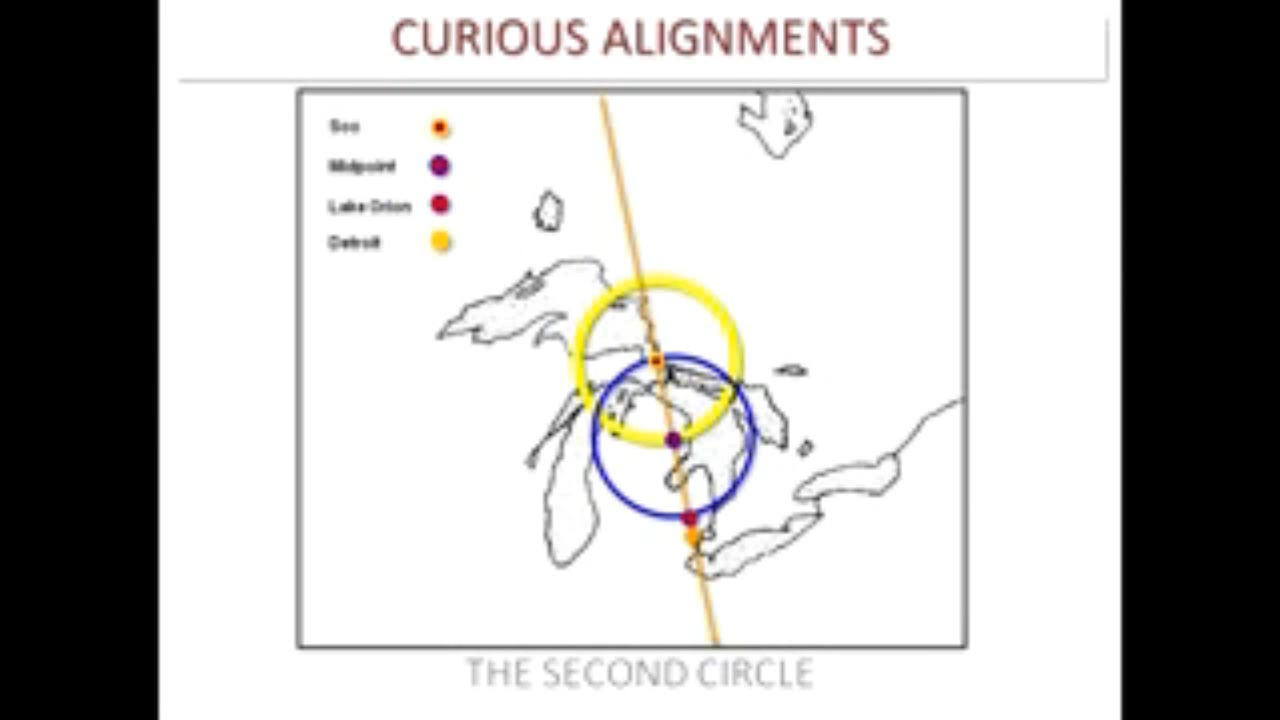 CURIOUS ALIGNMENTS
Soo
Midpoint
Lake Orion
Detroit
THE SECOND CIRCLE